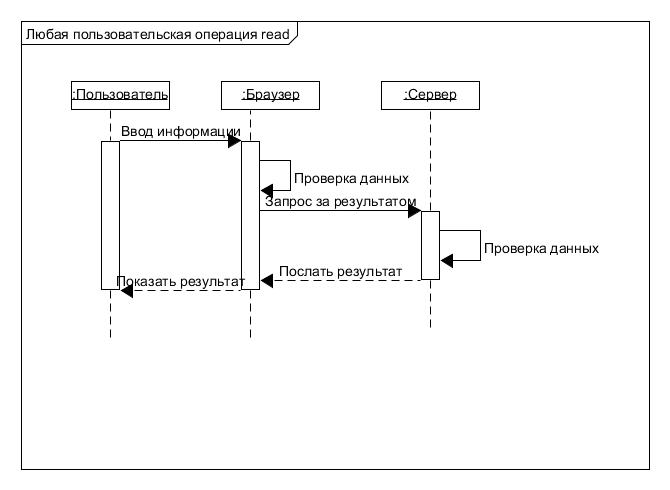 Любая пользовательская операция read
:Пользователь
:Браузер
:Сервер
Ввод информации
Проверка данных
Запрос за результатом
Проверка данных
Послать результат
Показать результат